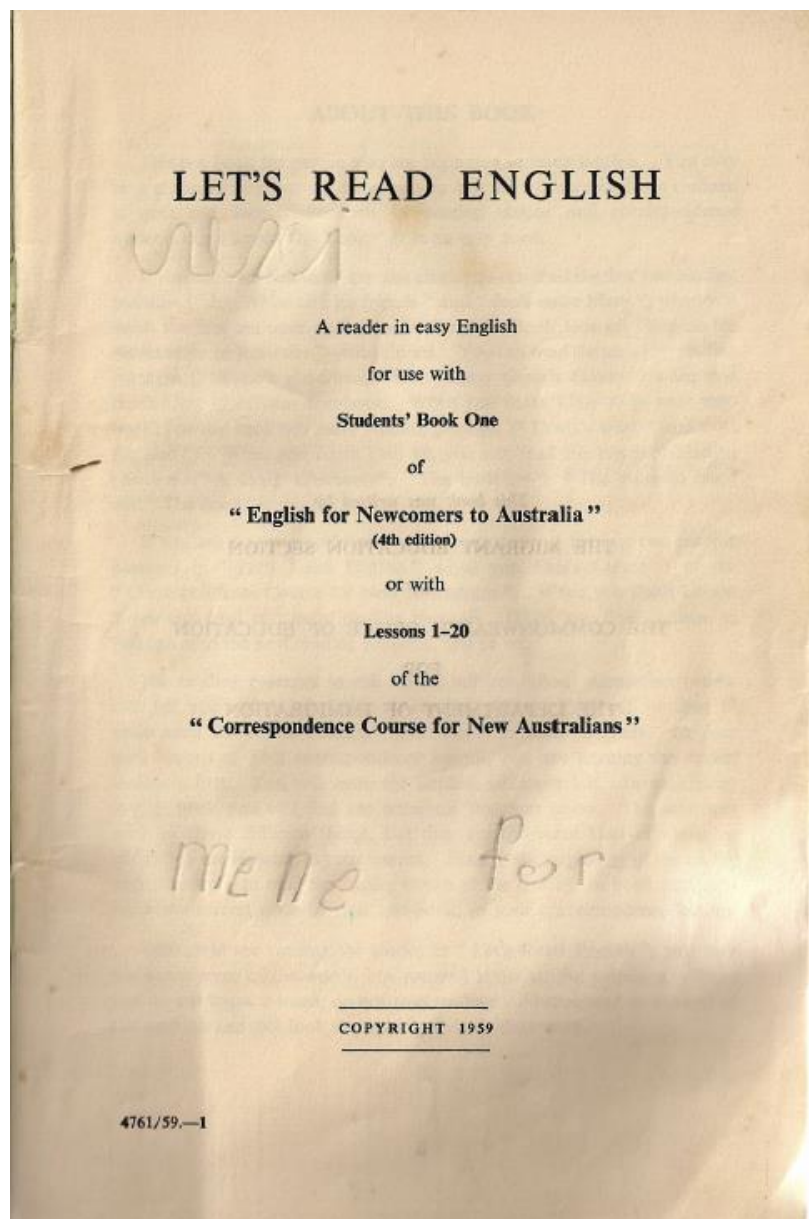 LET'S READ ENGLISH
A reader in easy English
for use with
Students' Book One
of
“ English for Newcomers to Australia ”
(4th edition)
or with
Lessons 1–20
of the
“ Correspondence Course for New Australians ”
mene for
COPYRIGHT 1959
4761/59.—1